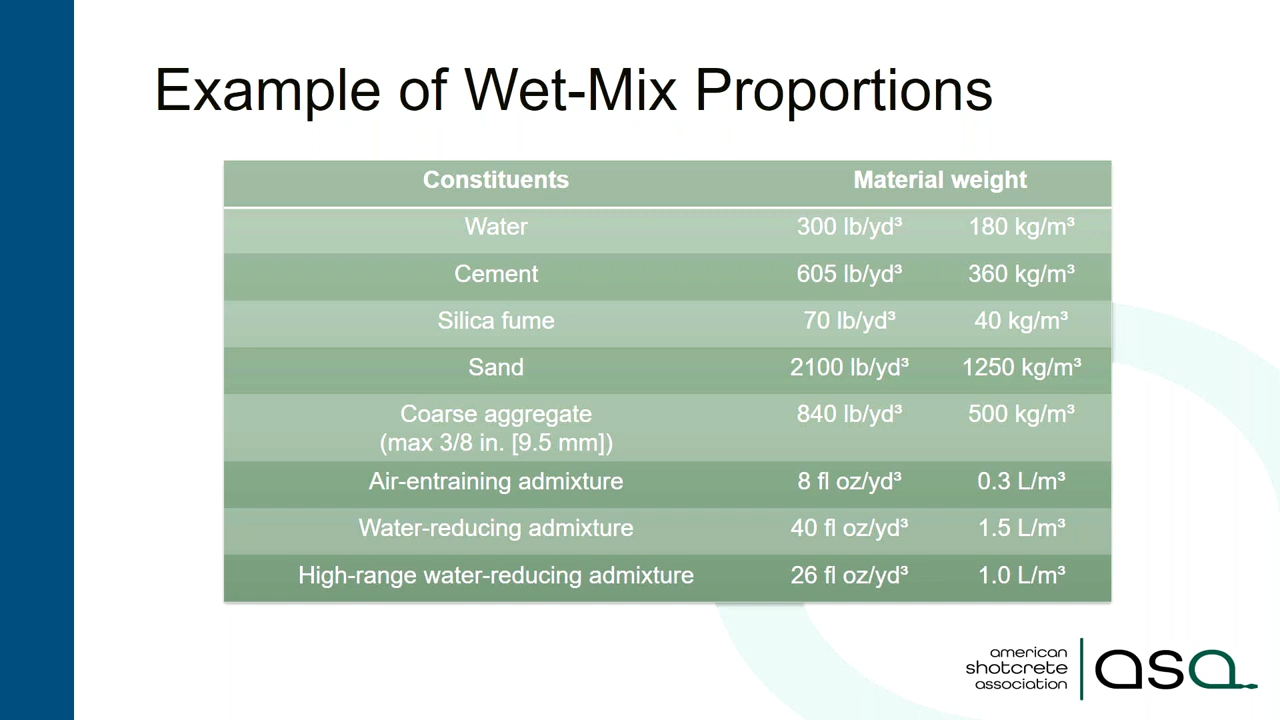 Example of Wet-Mix Proportions
Constituents Material weight
Water 300 lb/yd³ 180 kg/m³
Cement 605 lb/yd³ 360 kg/m³
Silica fume 70 lb/yd³ 40 kg/m³
Sand 2100 lb/yd³ 1250 kg/m³
Coarse aggregate 840 lb/yd³ 500 kg/m³
(max 3/8 in. [9.5 mm])
Air-entraining admixture 8 fl oz/yd³ 0.3 L/m³
Water-reducing admixture 40 fl oz/yd³ 1.5 L/m³
High-range water-reducing admixture 26 fl oz/yd³ 1.0 L/m³
american
shotcrete
association
asa